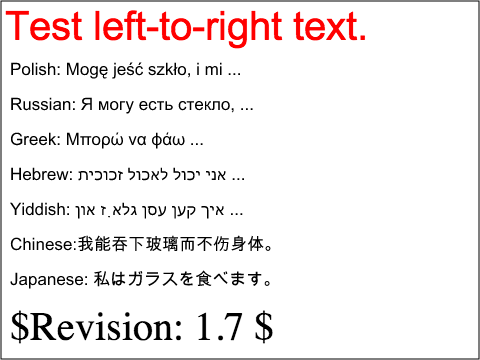 Test left-to-right text.
Polish: Mogę jeść szkło, i mi ...
Russian: Я могу есть стекло, ...
Greek: Μπορώ να φάω ...
Hebrew: אני יכול לאכול זכוכית ...
Yiddish: איך קען עסן גלאָז און ...
Chinese:我能吞下玻璃而不伤身体。
Japanese: 私はガラスを食べます。
$Revision: 1.7 $